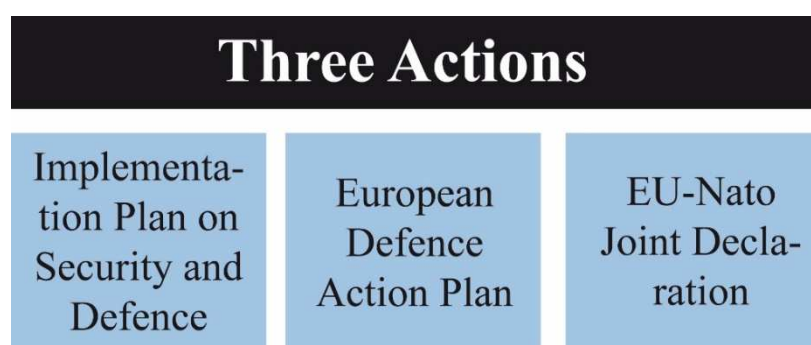 Three Actions
Implementa-
tion Plan on
Security and
Defence
European
Defence
Action Plan
EU-Nato
Joint Decla-
ration